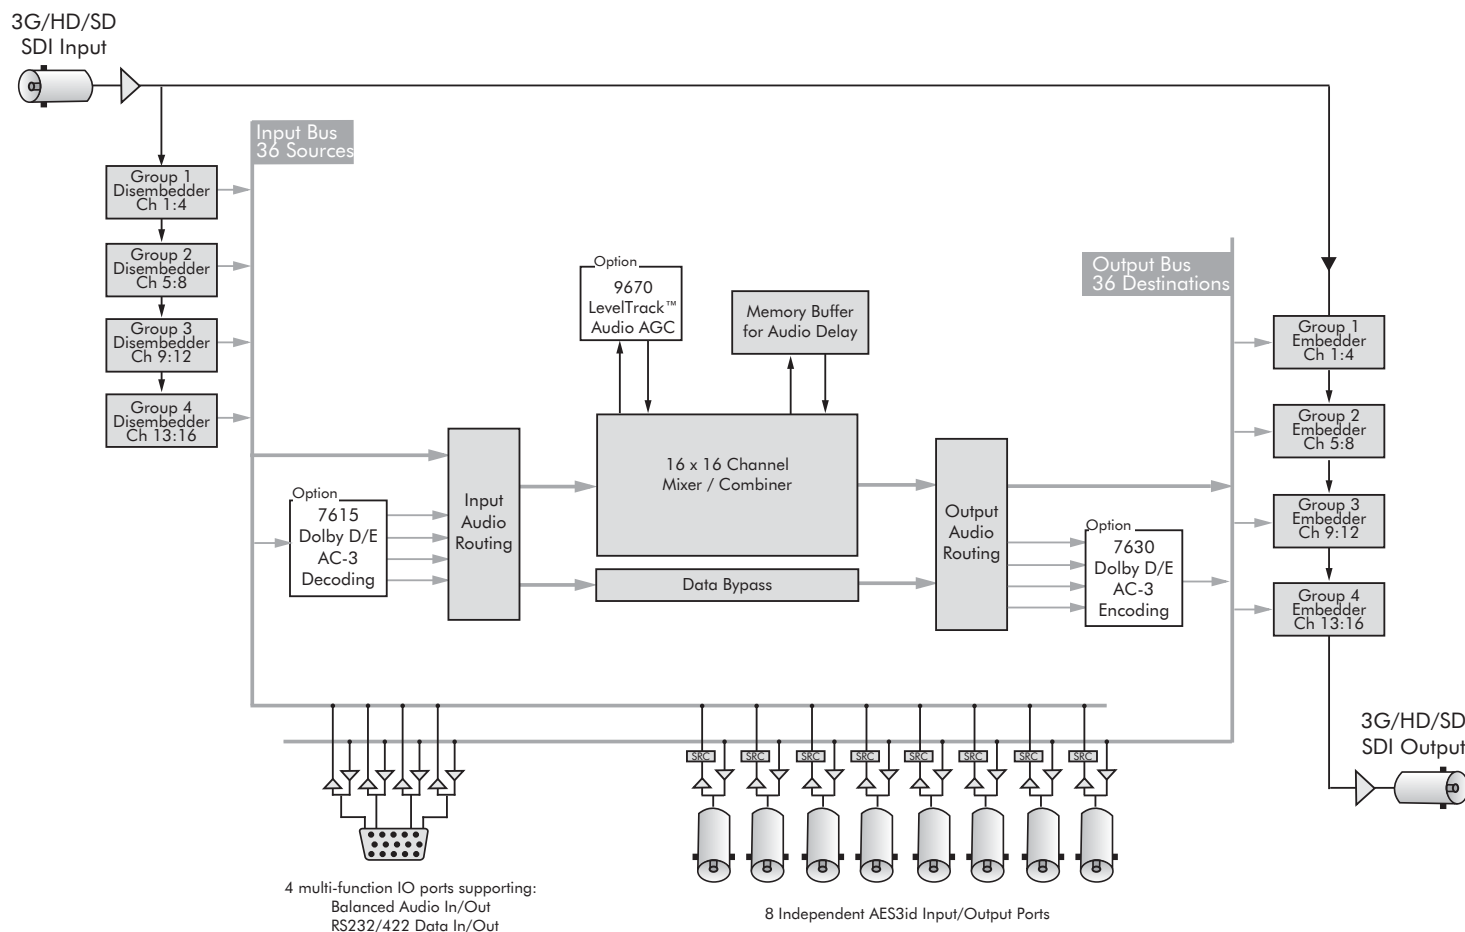 3G/HD/SD
SDI Input
Input Bus
36 Sources
Group 1
Disembedder
Ch 1:4
Group 2
Disembedder
Ch 5:8
Group 3
Disembedder
Ch 9:12
Group 4
Disembedder
Ch 13:16
Option
7615
Dolby D/E
AC-3
Decoding
Input
Audio
Routing
Option
9670
LevelTrack™
Audio AGC
Memory Buffer
for Audio Delay
16 x 16 Channel
Mixer / Combiner
Data Bypass
Output
Audio
Routing
Option
7630
Dolby D/E
AC-3
Encoding
Output Bus
36 Destinations
Group 1
Embedder
Ch 1:4
Group 2
Embedder
Ch 5:8
Group 3
Embedder
Ch 9:12
Group 4
Embedder
Ch 13:16
3G/HD/SD
SDI Output
SRC
SRC
SRC
SRC
SRC
SRC
SRC
SRC
4 multi-function IO ports supporting:
Balanced Audio In/Out
RS232/422 Data In/Out
8 Independent AES3id Input/Output Ports